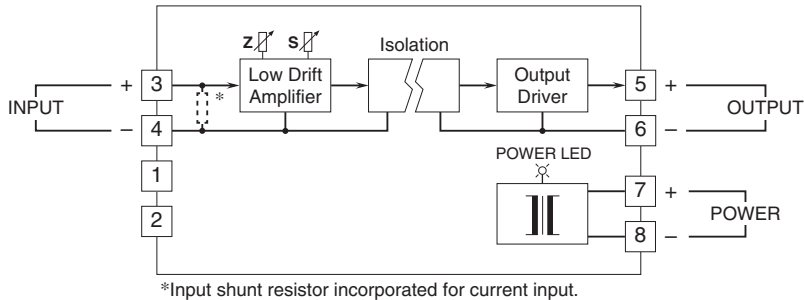 Z S Isolation
INPUT + 3 Low Drift Amplifier Output Driver 5 + OUTPUT
*
– 4 6 –
1 POWER LED 7 + POWER
2 8 –
*Input shunt resistor incorporated for current input.